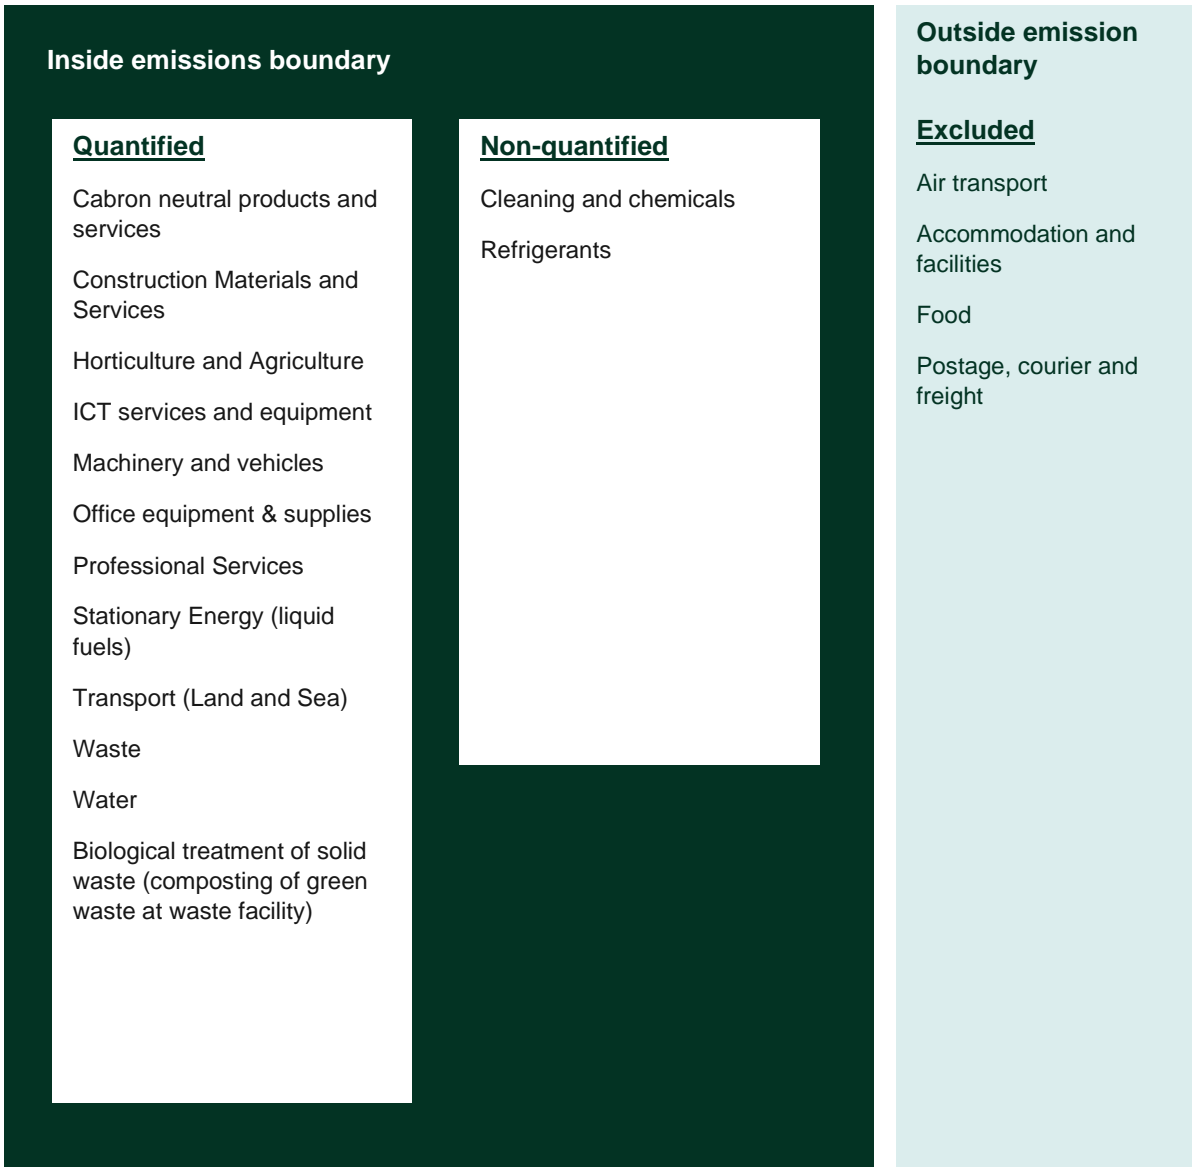 Inside emissions boundary
Quantified
Cabron neutral products and
services
Construction Materials and
Services
Horticulture and Agriculture
ICT services and equipment
Machinery and vehicles
Office equipment & supplies
Professional Services
Stationary Energy (liquid
fuels)
Transport (Land and Sea)
Waste
Water
Biological treatment of solid
waste (composting of green
waste at waste facility)
Non-quantified
Cleaning and chemicals
Refrigerants
Outside emission
boundary
Excluded
Air transport
Accommodation and
facilities
Food
Postage, courier and
freight